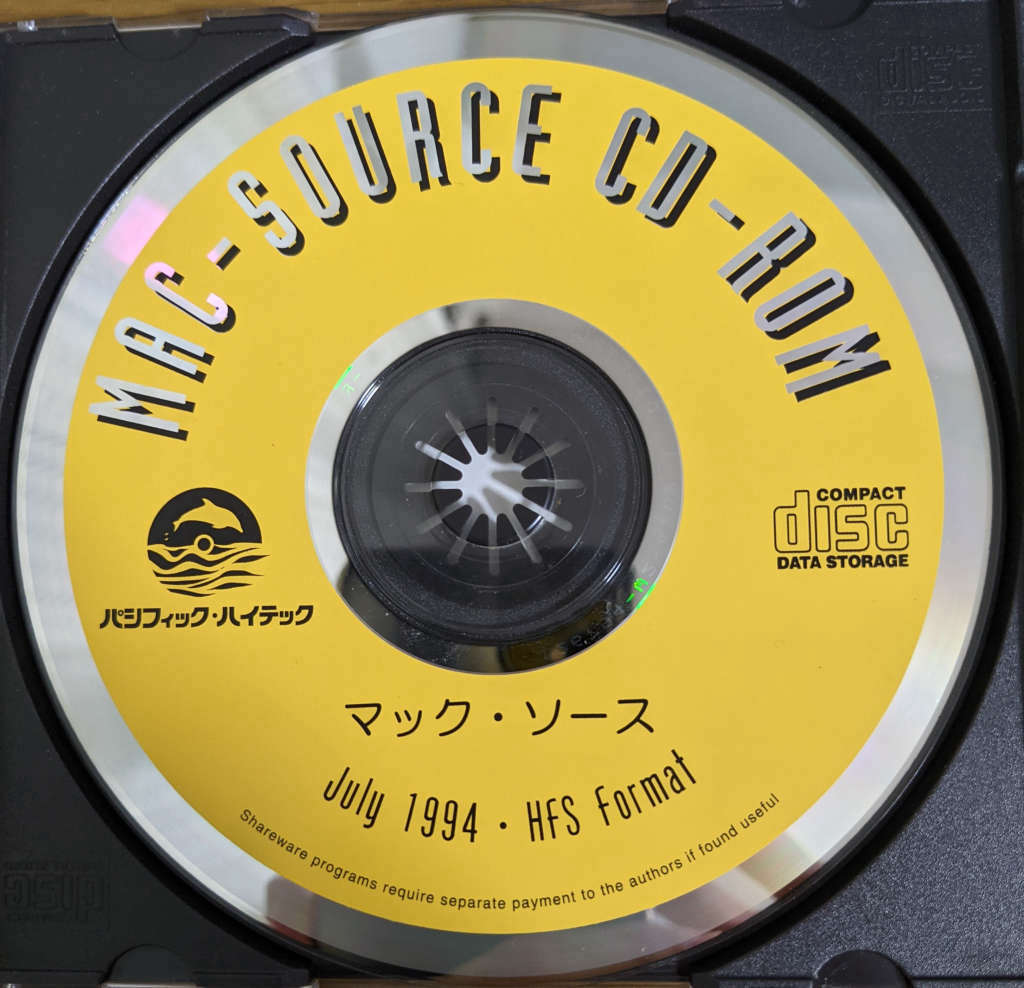 MAC-SOURCE CD-ROM
パシフィック・ハイテック
COMPACT
disc
DATA STORAGE
マック・ソース
July 1994・HFS Format
Shareware programs require separate payment to the authors if found useful